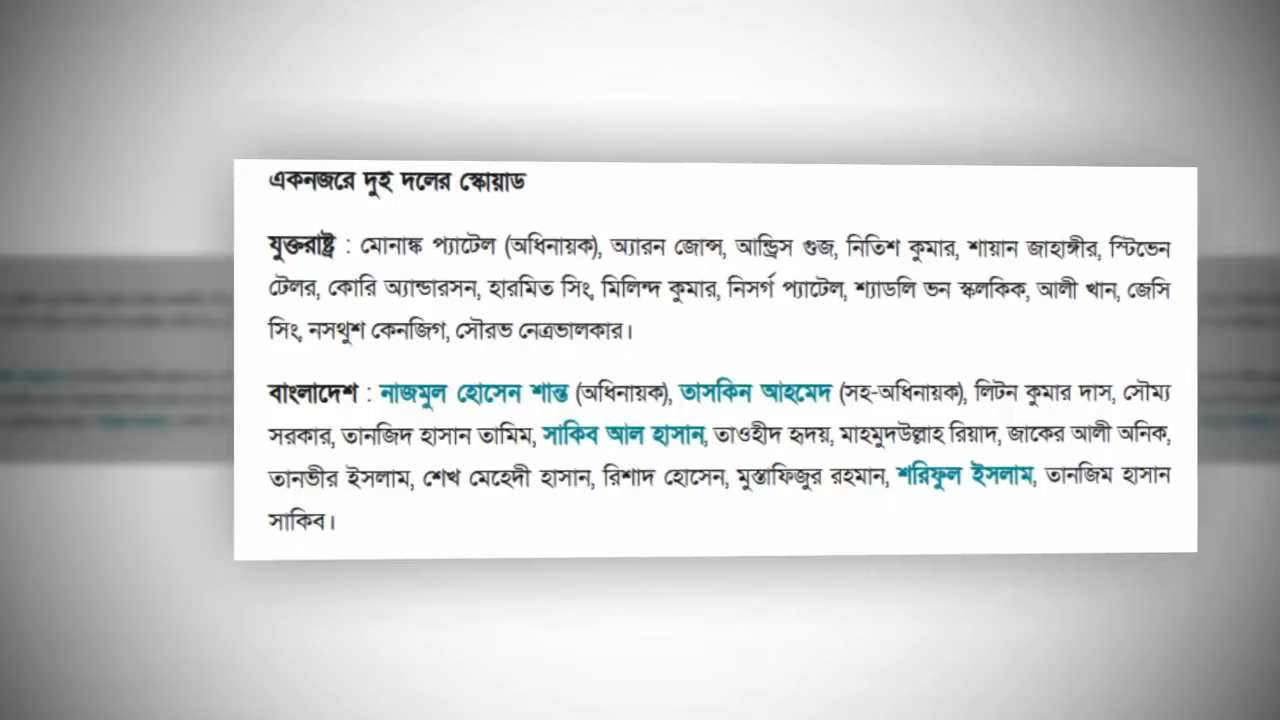 একনজরে দুই দলের স্কোয়াড
যুক্তরাষ্ট্র : মোনাঙ্ক প্যাটেল (অধিনায়ক), অ্যারন জোন্স, আন্ড্রিস গুজ, নিতিশ কুমার, শায়ান জাহাঙ্গীর, স্টিভেন
টেলর, কোরি অ্যান্ডারসন, হারমিত সিং, মিলিন্দ কুমার, নিসর্গ প্যাটেল, শ্যাডলি ভন স্কলকিক, আলী খান, জেসি
সিং, নসথুশ কেনজিগ, সৌরভ নেত্রভালকার।
বাংলাদেশ : নাজমুল হোসেন শান্ত (অধিনায়ক), তাসকিন আহমেদ (সহ-অধিনায়ক), লিটন কুমার দাস, সৌম্য
সরকার, তানজিদ হাসান তামিম, সাকিব আল হাসান, তাওহীদ হৃদয়, মাহমুদউল্লাহ রিয়াদ, জাকের আলী অনিক,
তানভীর ইসলাম, শেখ মেহেদী হাসান, রিশাদ হোসেন, মুস্তাফিজুর রহমান, শরিফুল ইসলাম, তানজিম হাসান
সাকিব।